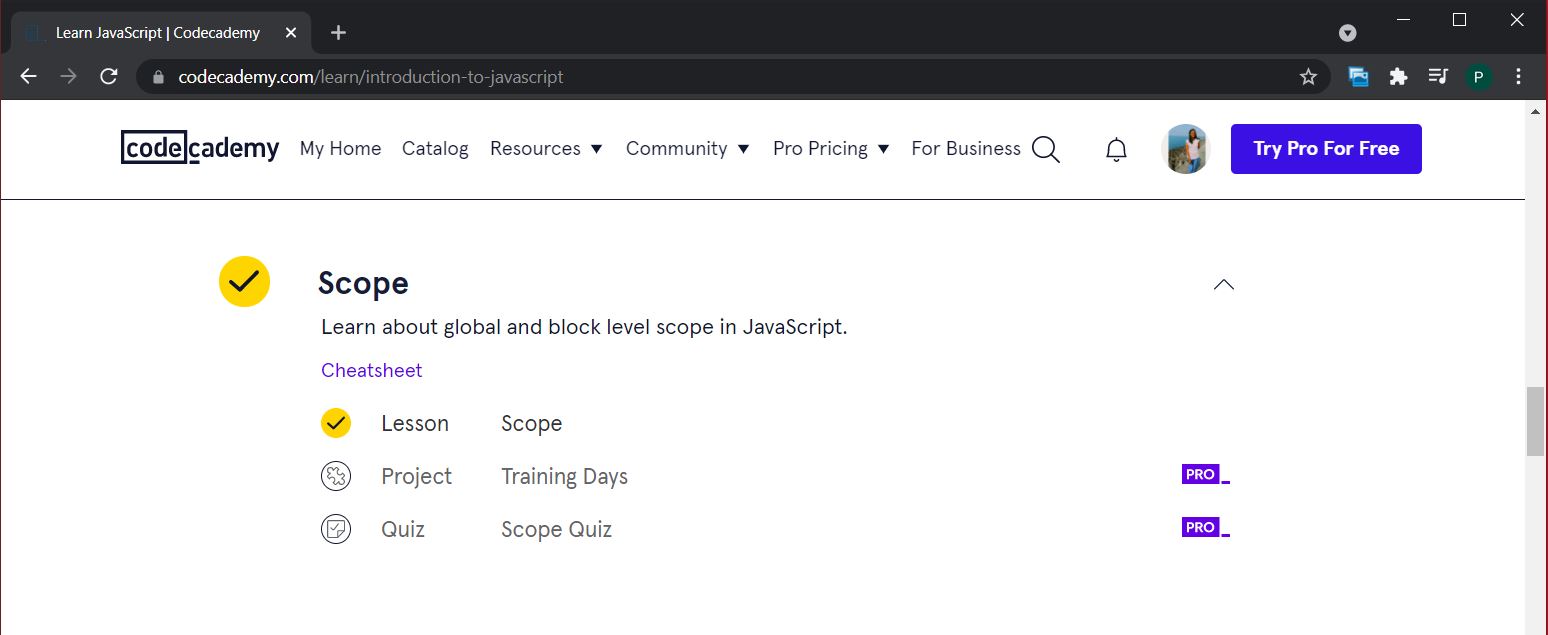 Learn JavaScript | Codecademy
codecademy.com/learn/introduction-to-javascript
P
codecademy My Home Catalog Resources Community Pro Pricing For Business Try Pro For Free
Scope
Learn about global and block level scope in JavaScript.
Cheatsheet
Lesson Scope
Project Training Days PRO
Quiz Scope Quiz PRO